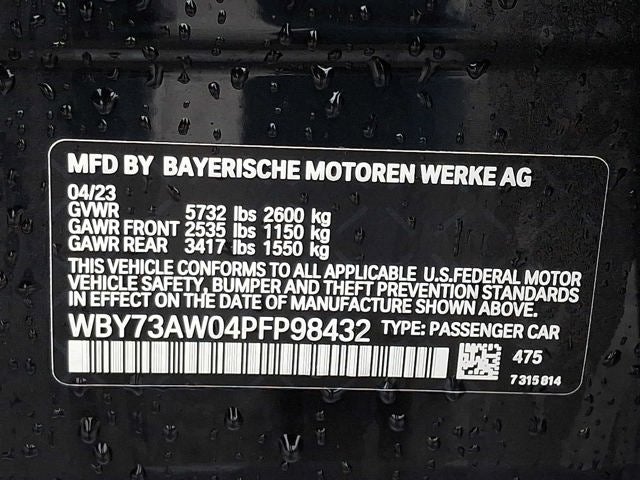 MFD BY BAYERISCHE MOTOREN WERKE AG
04/23
GVWR 5732 lbs 2600 kg
GAWR FRONT 2535 lbs 1150 kg
GAWR REAR 3417 lbs 1550 kg
THIS VEHICLE CONFORMS TO ALL APPLICABLE U.S.FEDERAL MOTOR
VEHICLE SAFETY, BUMPER AND THEFT PREVENTION STANDARDS
IN EFFECT ON THE DATE OF MANUFACTURE SHOWN ABOVE.
WBY73AW04PFP98432 TYPE: PASSENGER CAR
475
7 315 814